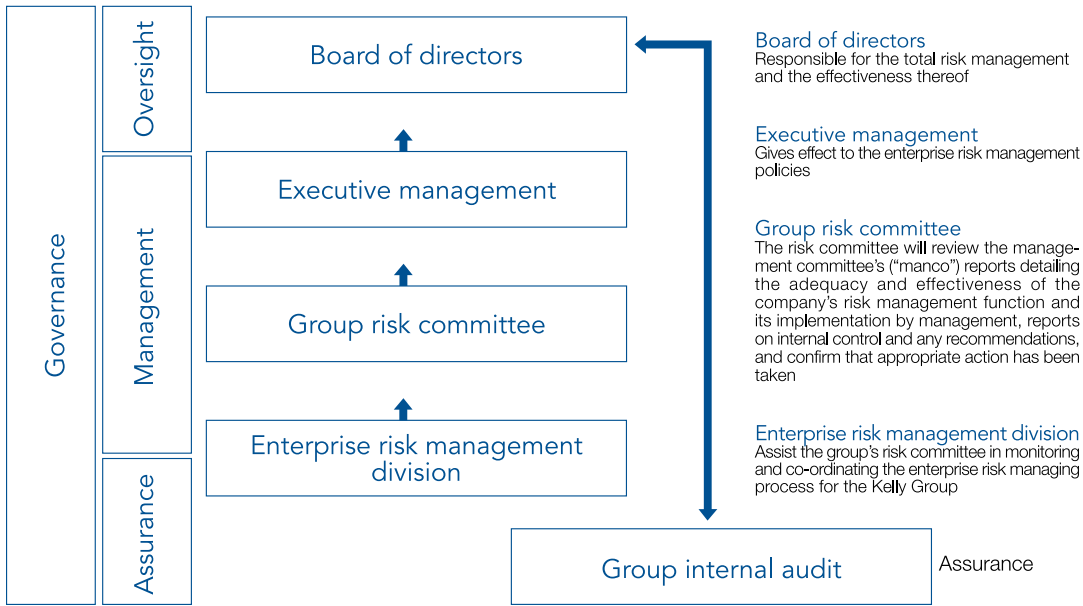 Governance
Oversight
Management
Assurance
Board of directors
Executive management
Group risk committee
Enterprise risk management
division
Group internal audit
Board of directors
Responsible for the total risk management
and the effectiveness thereof
Executive management
Gives effect to the enterprise risk management
policies
Group risk committee
The risk committee will review the manage-
ment committee’s (“manco”) reports detailing
the adequacy and effectiveness of the
company’s risk management function and
its implementation by management, reports
on internal control and any recommendations,
and confirm that appropriate action has been
taken
Enterprise risk management division
Assist the group’s risk committee in monitoring
and co-ordinating the enterprise risk managing
process for the Kelly Group
Assurance